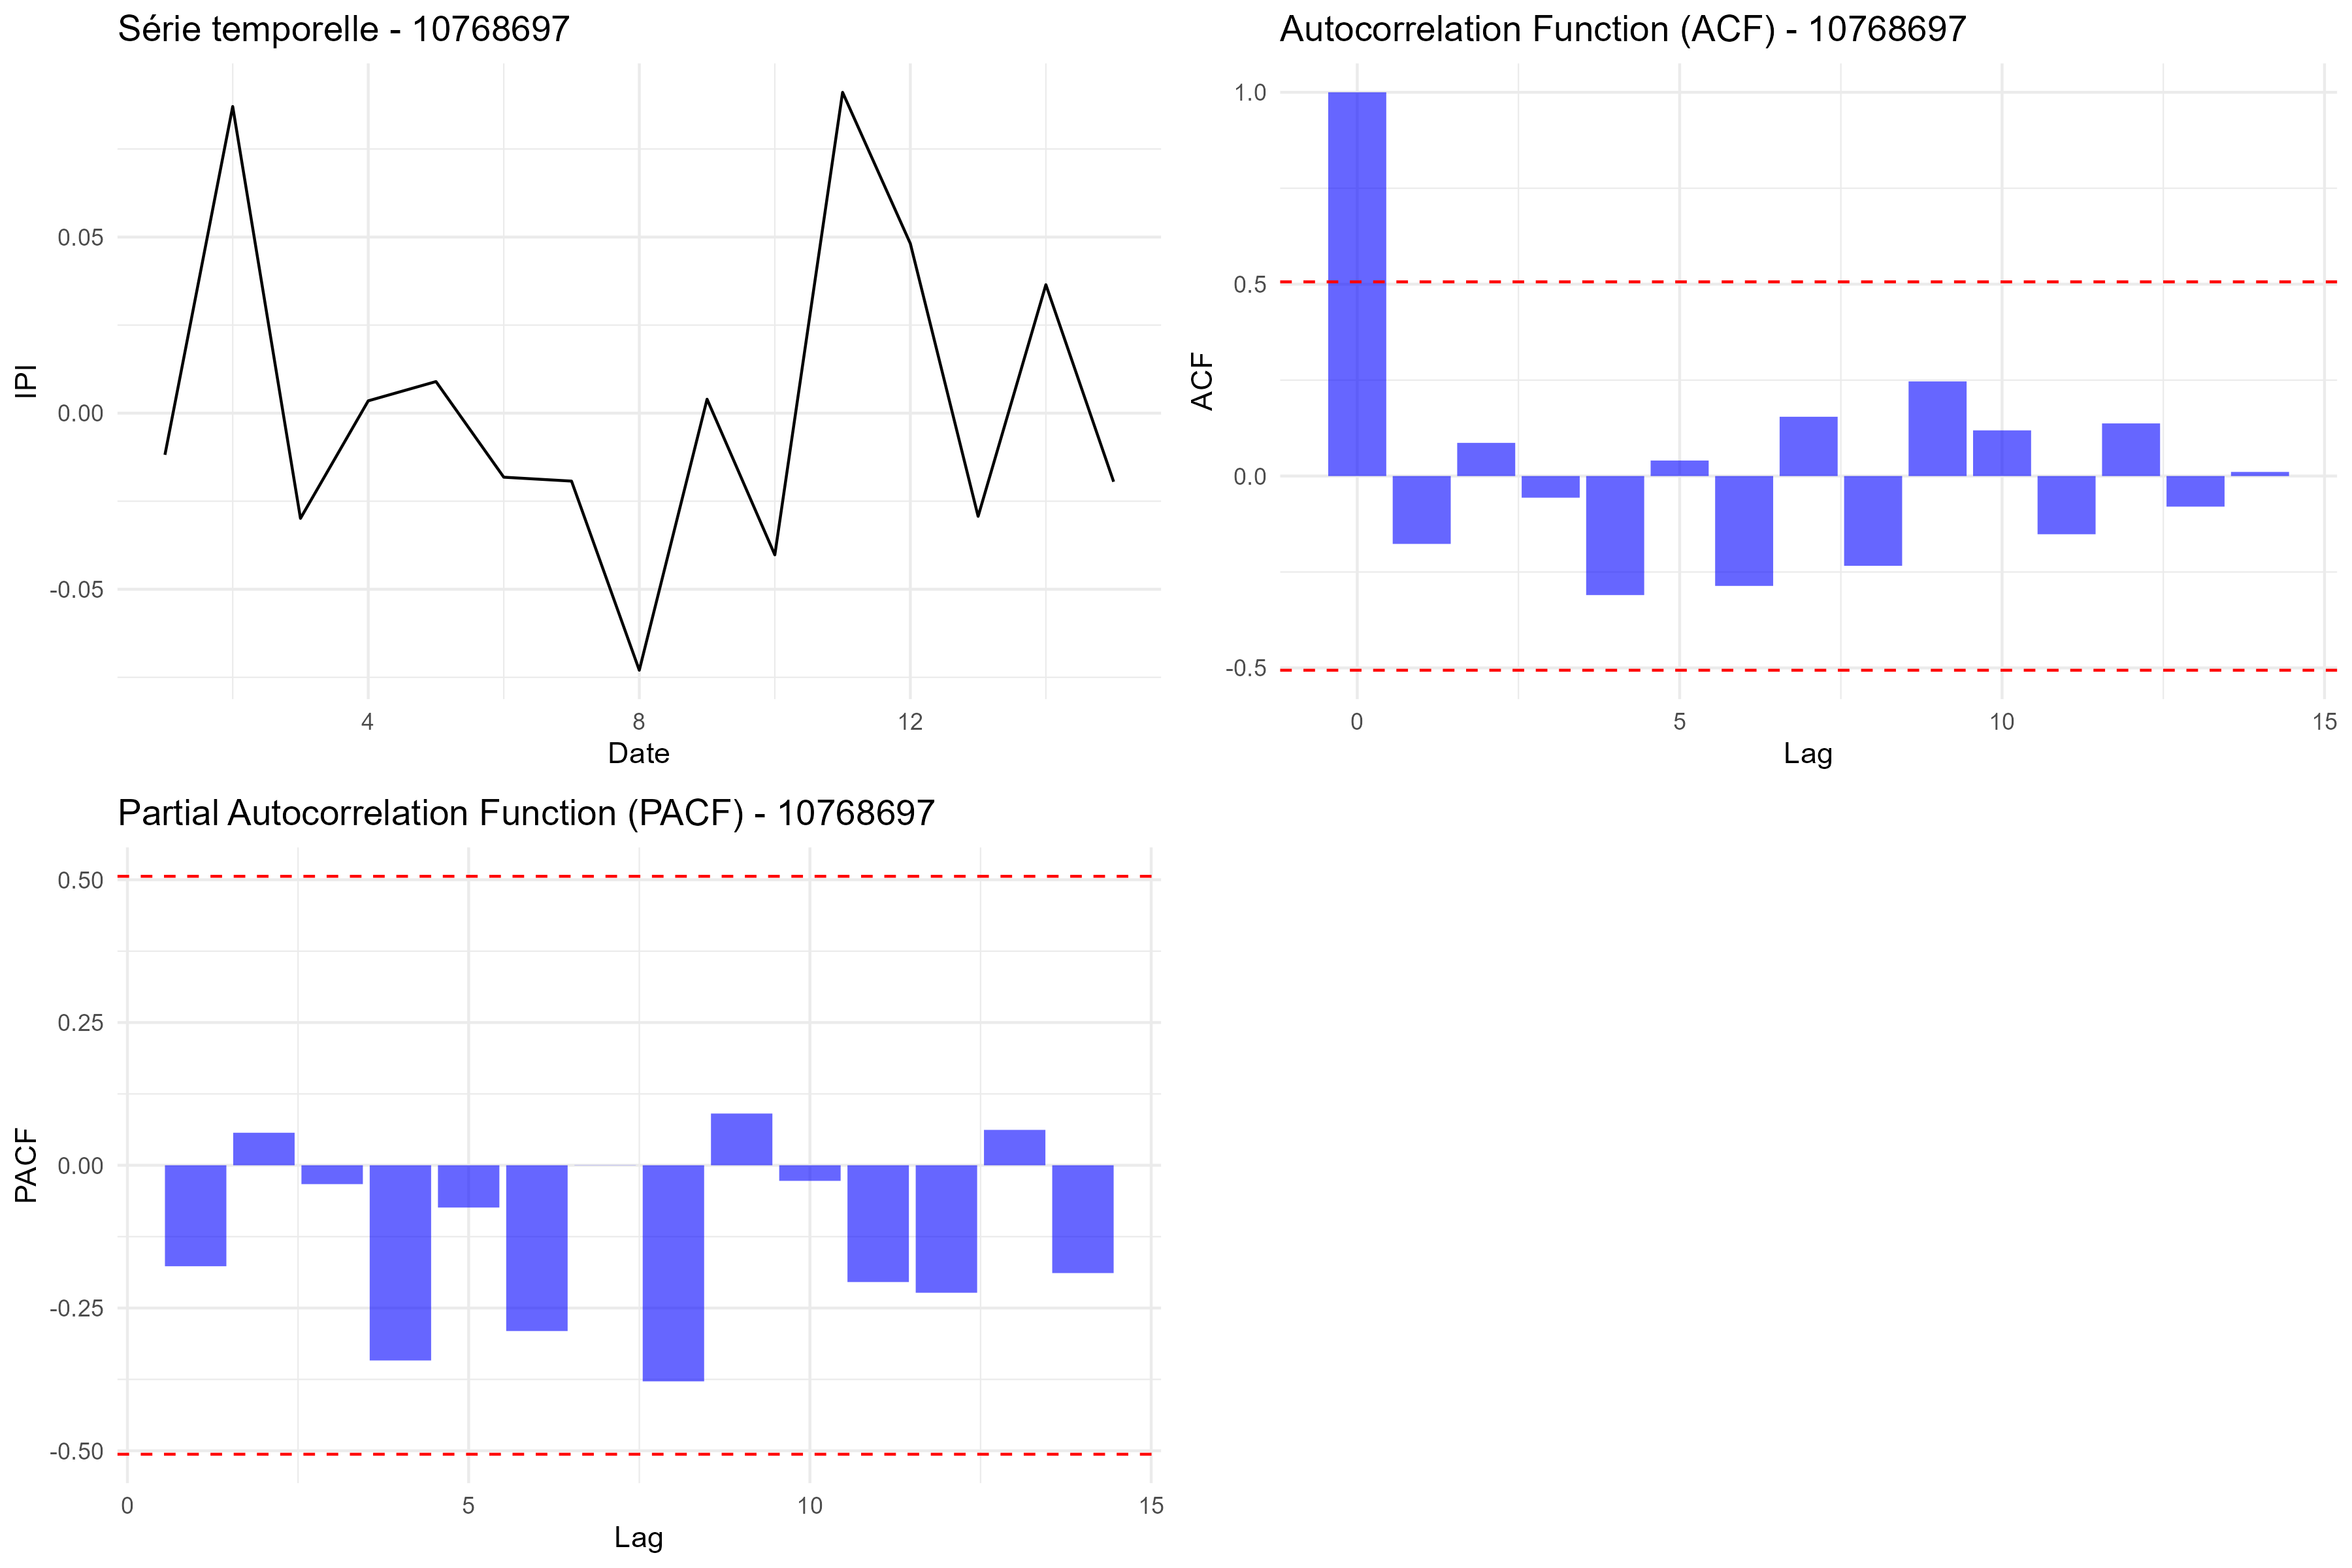 Série temporelle - 10768697
IPI
0.05
0.00
-0.05
4
8
12
Date
Autocorrelation Function (ACF) - 10768697
ACF
1.0
0.5
0.0
-0.5
0
5
10
15
Lag
Partial Autocorrelation Function (PACF) - 10768697
PACF
0.50
0.25
0.00
-0.25
-0.50
0
5
10
15
Lag